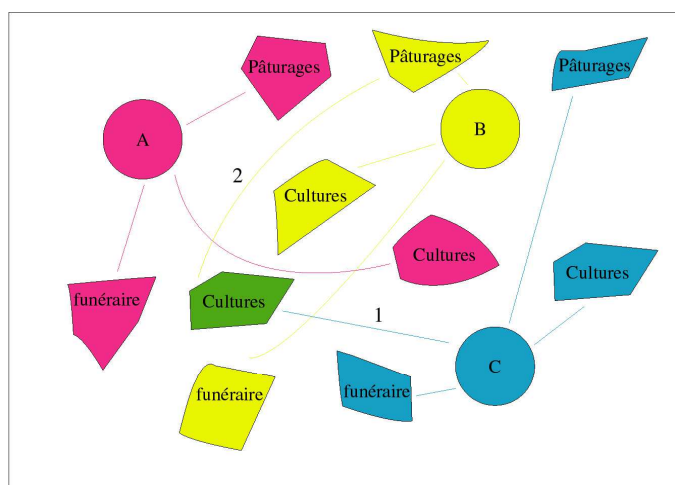 Pâturages
Pâturages
Pâturages
A
B
2
Cultures
Cultures
Cultures
funéraire
Cultures
1
C
funéraire
funéraire